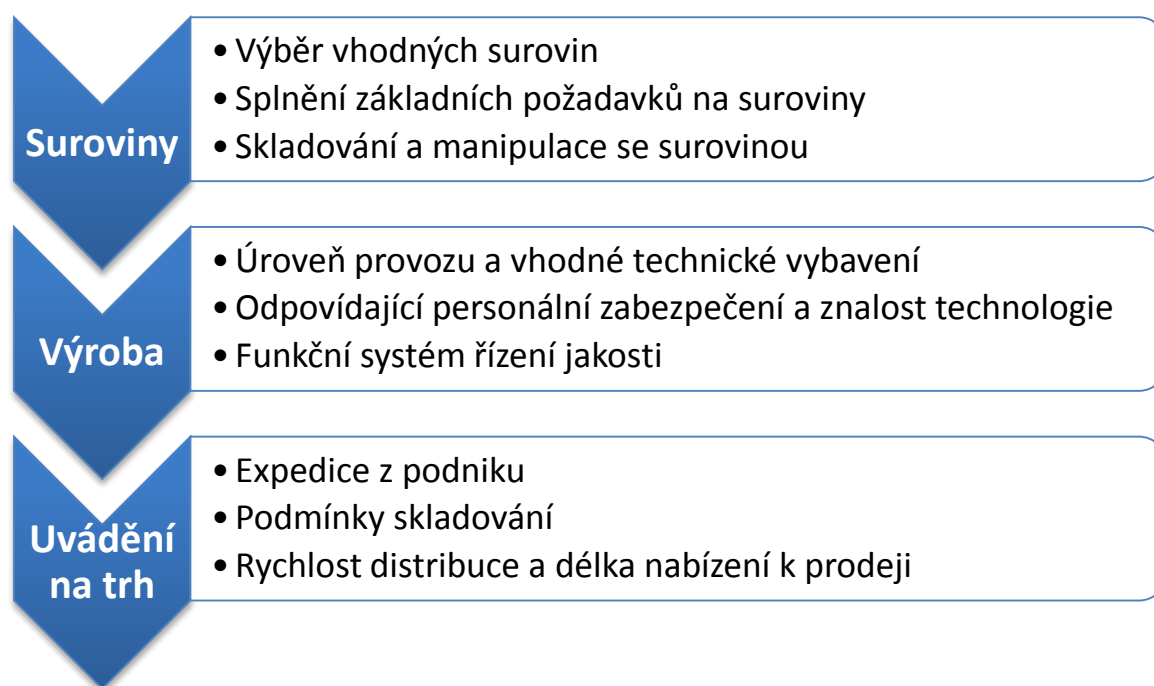 Suroviny
• Výběr vhodných surovin
• Splnění základních požadavků na suroviny
• Skladování a manipulace se surovinou
Výroba
• Úroveň provozu a vhodné technické vybavení
• Odpovídající personální zabezpečení a znalost technologie
• Funkční systém řízení jakosti
Uvádění
na trh
• Expedice z podniku
• Podmínky skladování
• Rychlost distribuce a délka nabízení k prodeji